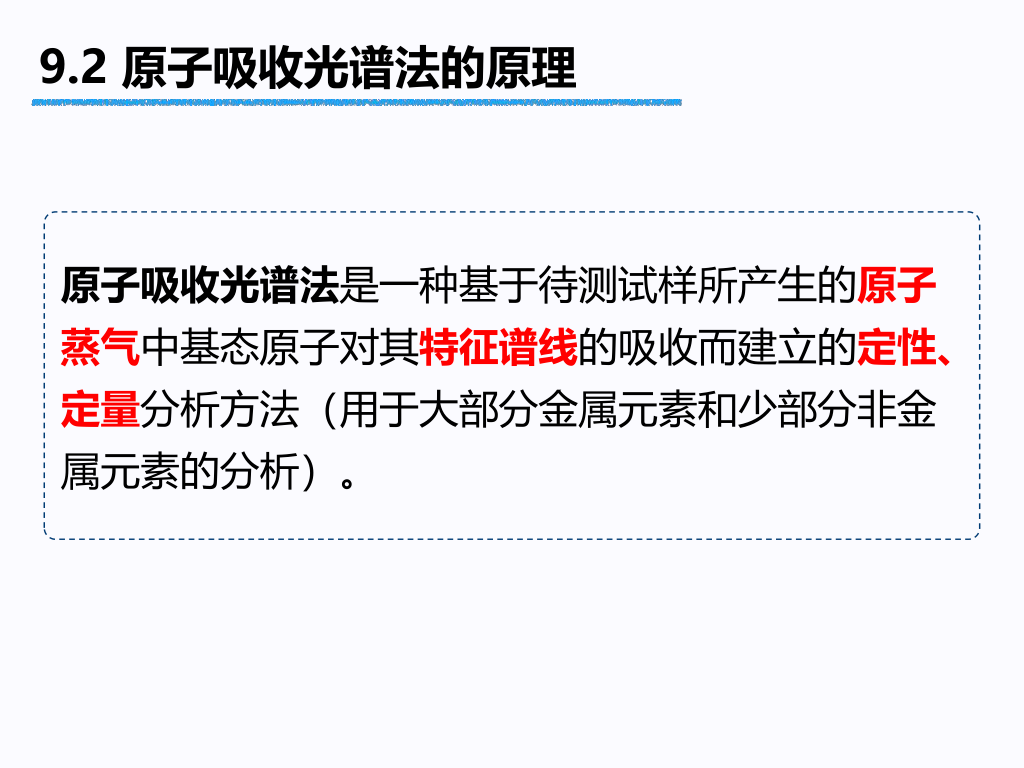 9.2 原子吸收光谱法的原理
原子吸收光谱法是一种基于待测试样所产生的原子
蒸气中基态原子对其特征谱线的吸收而建立的定性、
定量分析方法（用于大部分金属元素和少部分非金
属元素的分析）。